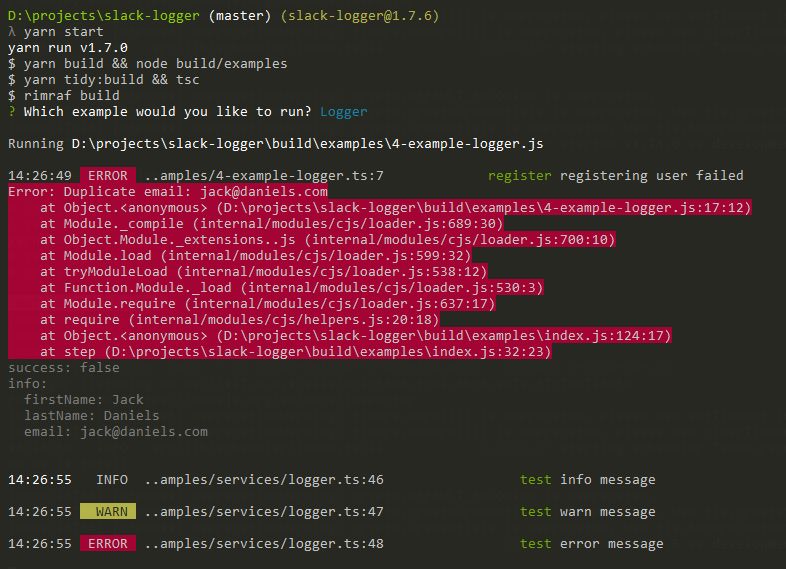 D:\projects\slack-logger (master) (slack-logger@1.7.6)
λ yarn start
yarn run v1.7.0
$ yarn build && node build/examples
$ yarn tidy:build && tsc
$ rimraf build
? Which example would you like to run? Logger
Running D:\projects\slack-logger\build\examples\4-example-logger.js
14:26:49 ERROR ..amples/4-example-logger.ts:7 register registering user failed
Error: Duplicate email: jack@daniels.com
at Object.<anonymous> (D:\projects\slack-logger\build\examples\4-example-logger.js:17:12)
at Module._compile (internal/modules/cjs/loader.js:689:30)
at Object.Module._extensions..js (internal/modules/cjs/loader.js:700:10)
at Module.load (internal/modules/cjs/loader.js:599:32)
at tryModuleLoad (internal/modules/cjs/loader.js:538:12)
at Function.Module._load (internal/modules/cjs/loader.js:530:3)
at Module.require (internal/modules/cjs/loader.js:637:17)
at require (internal/modules/cjs/helpers.js:20:18)
at Object.<anonymous> (D:\projects\slack-logger\build\examples\index.js:124:17)
at step (D:\projects\slack-logger\build\examples\index.js:32:23)
success: false
info:
firstName: Jack
lastName: Daniels
email: jack@daniels.com
14:26:55 INFO ..amples/services/logger.ts:46 test info message
14:26:55 WARN ..amples/services/logger.ts:47 test warn message
14:26:55 ERROR ..amples/services/logger.ts:48 test error message